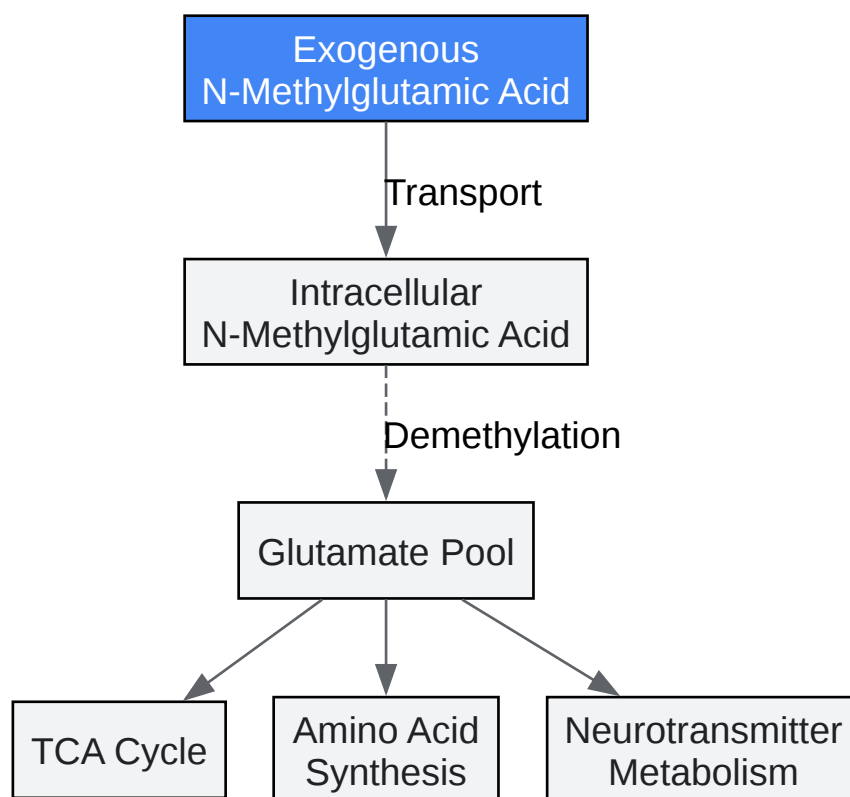 Exogenous
N-Methylglutamic Acid
Transport
Intracellular
N-Methylglutamic Acid
Demethylation
Glutamate Pool
TCA Cycle
Amino Acid
Synthesis
Neurotransmitter
Metabolism